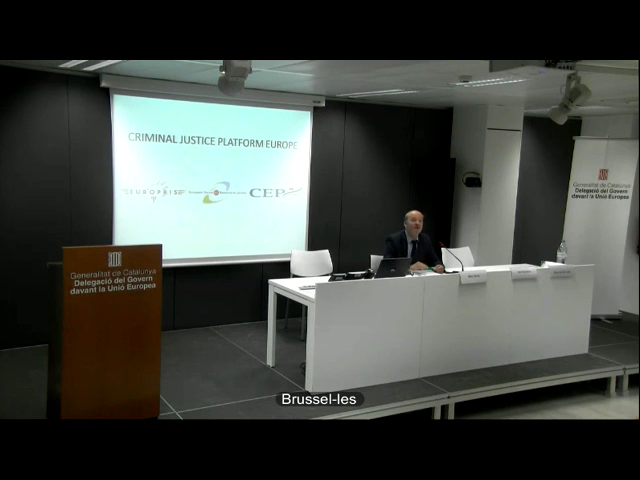 CRIMINAL JUSTICE PLATFORM EUROPE
EUROPRIS
CEP
Generalitat de Catalunya
Delegació del Govern
davant la Unió Europea
Generalitat de Catalunya
Delegació del Govern
davant la Unió Europea
Brussel-les